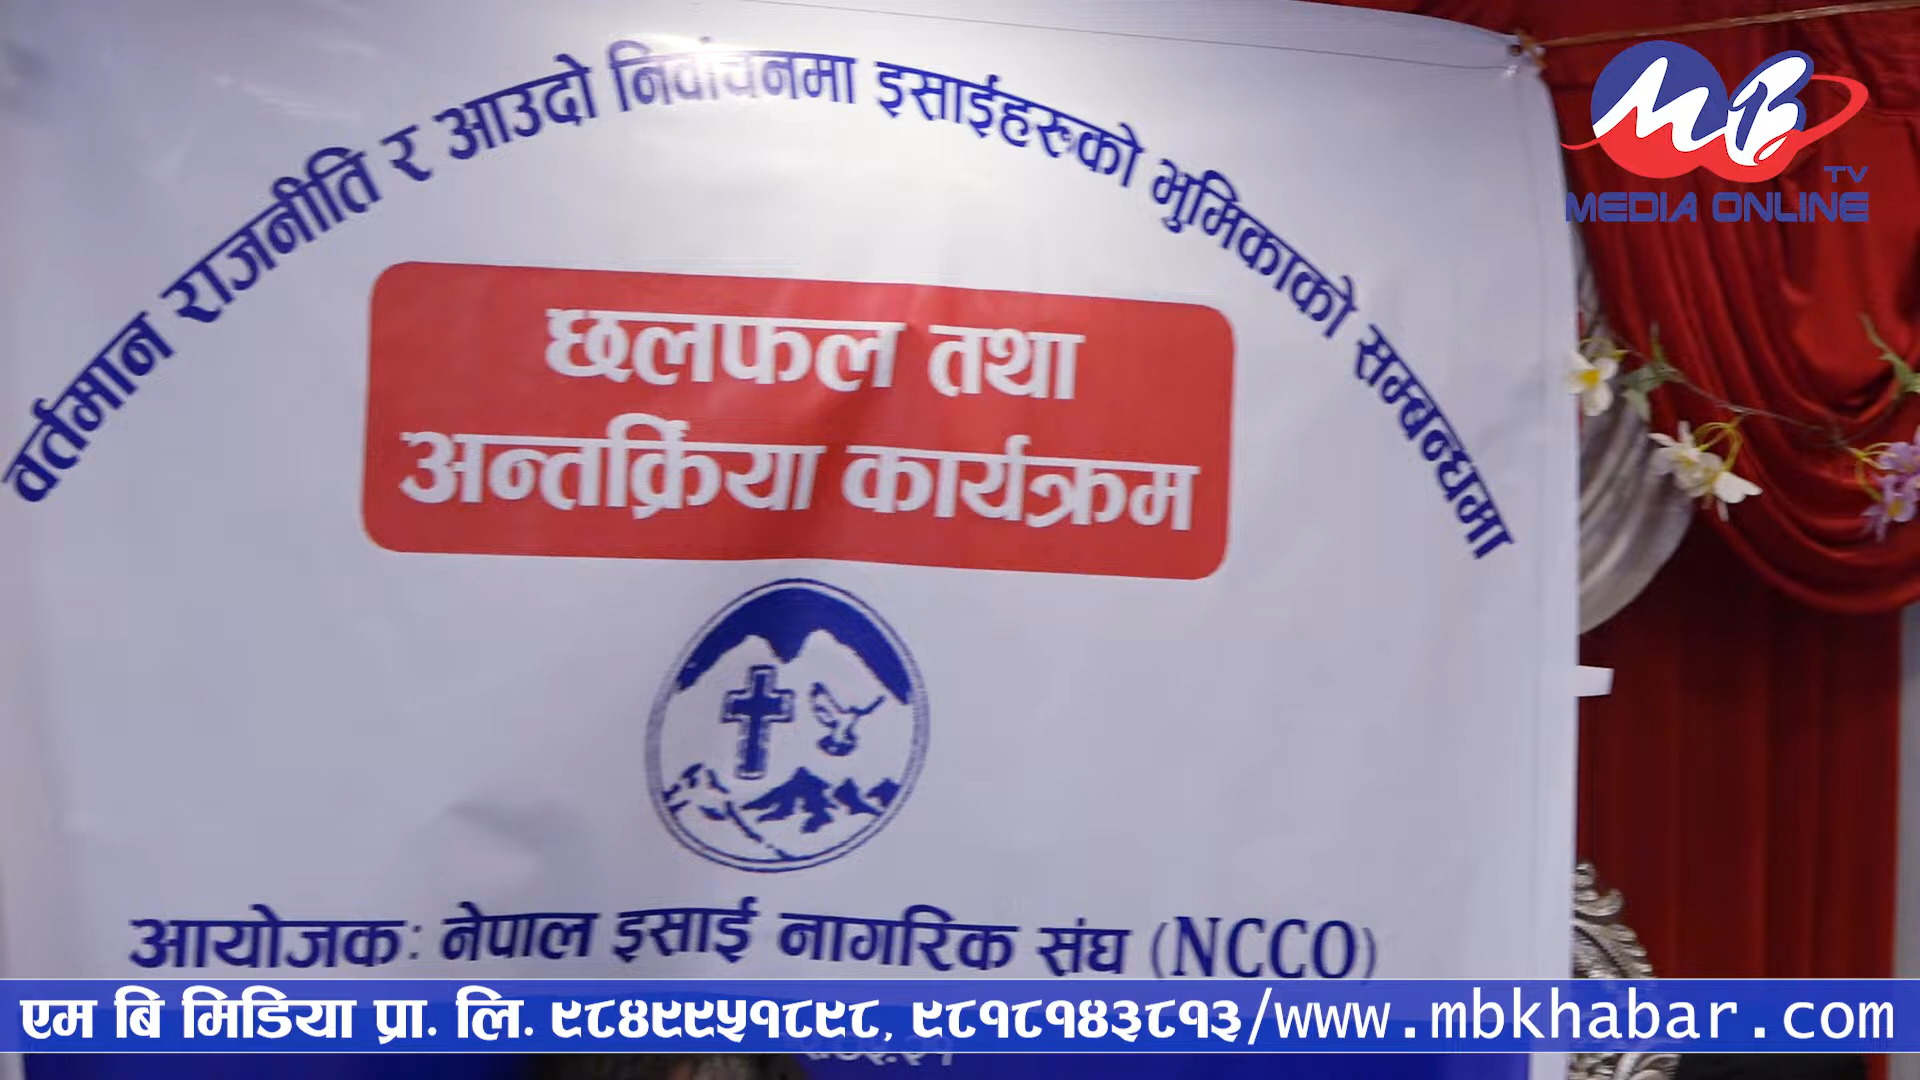 वर्तमान राजनीति र आउदो निर्वाचनमा इसाईहरुको भुमिकाको सम्बन्धमा
छलफल तथा
अन्तर्क्रिया कार्यक्रम
आयोजकः नेपाल इसाई नागरिक संघ (NCCO)
MB
TV
MEDIA ONLINE
एम बि मिडिया प्रा. लि. ९८४९९५१८९८, ९८१८१४३८१३/www.mbkhabar.com